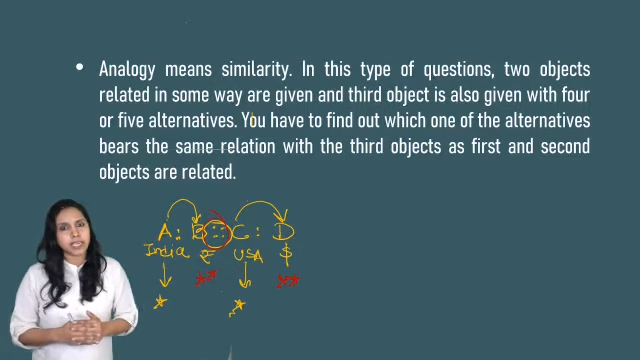 • Analogy means similarity. In this type of questions, two objects
related in some way are given and third object is also given with four
or five alternatives. You have to find out which one of the alternatives
bears the same relation with the third objects as first and second
objects are related.
A : B :: C : D
India ₹ USA $